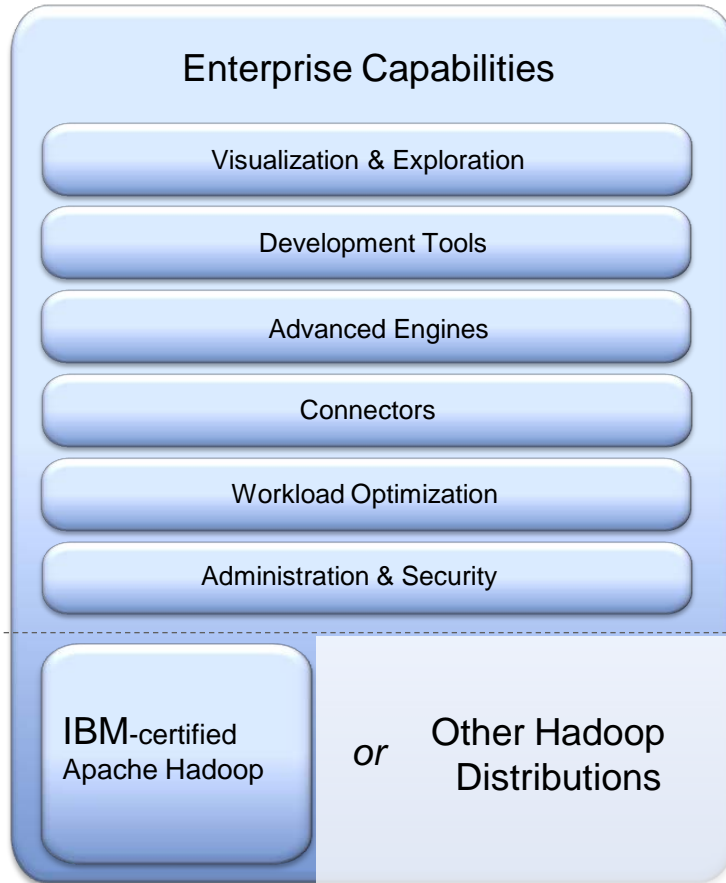 Enterprise Capabilities
Visualization & Exploration
Development Tools
Advanced Engines
Connectors
Workload Optimization
Administration & Security
IBM-certified
Apache Hadoop
or
Other Hadoop
Distributions